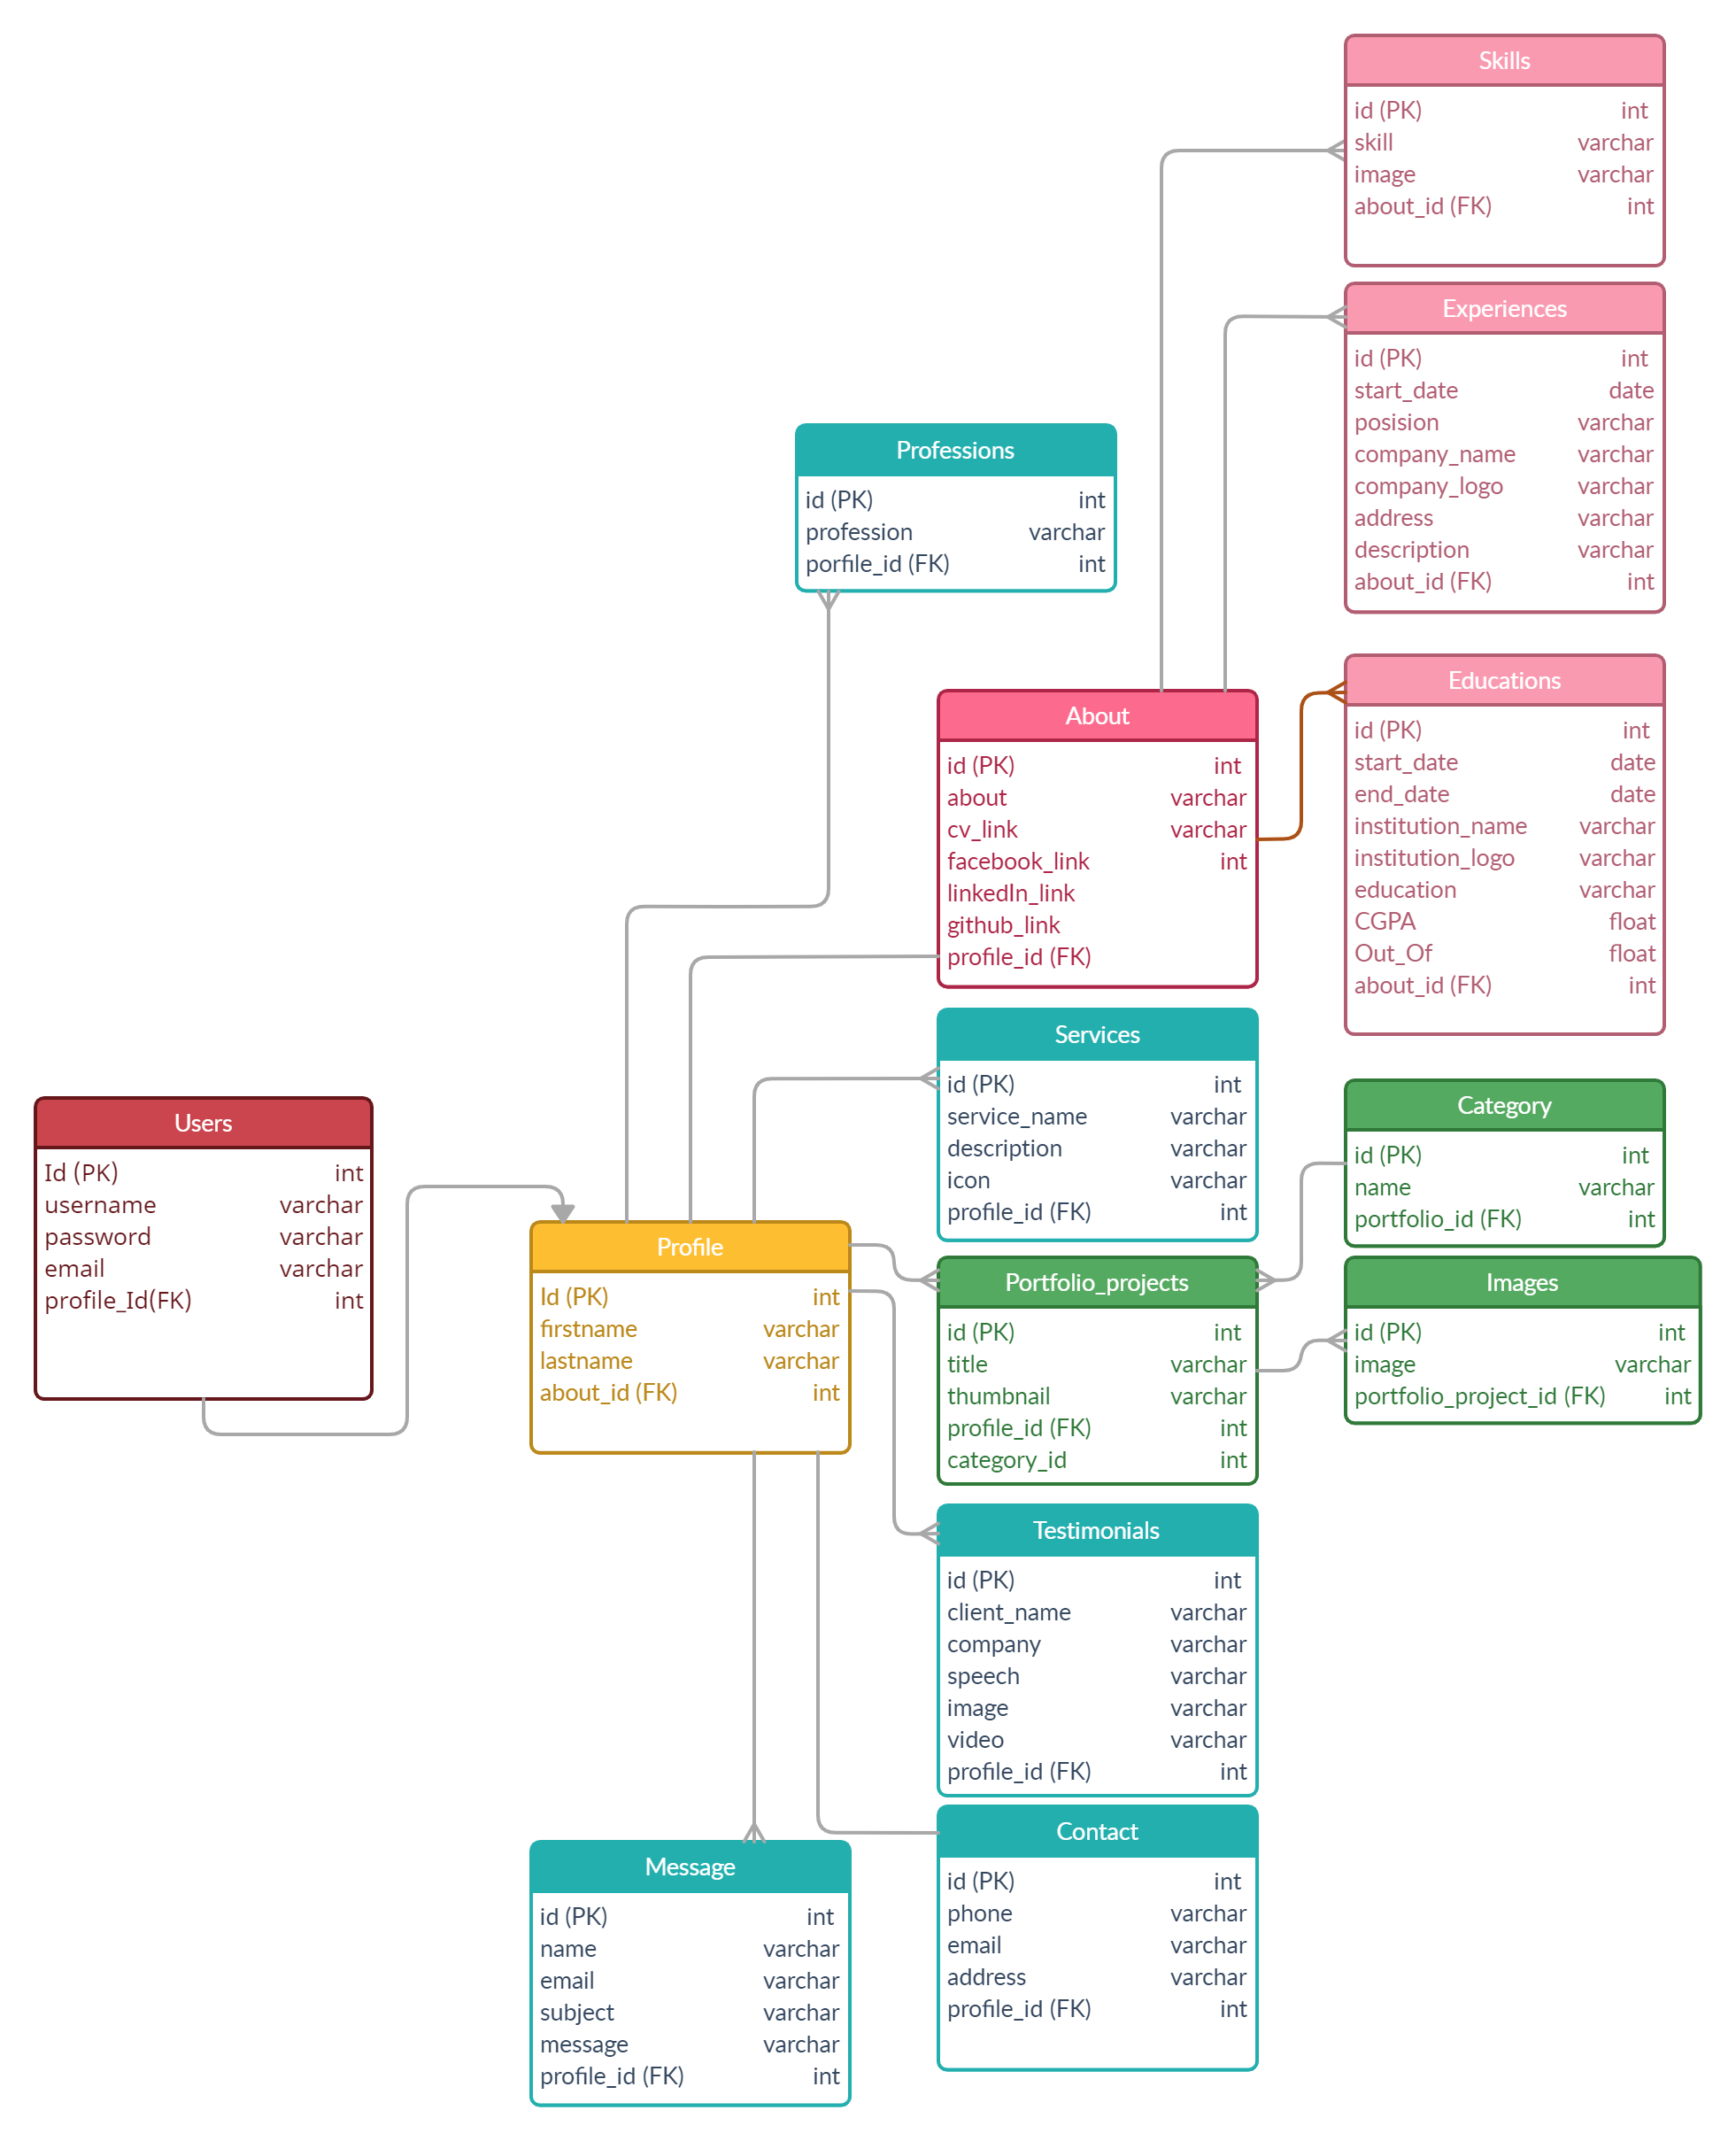 Skills
id (PK) int
skill varchar
image varchar
about_id (FK) int
Experiences
id (PK) int
start_date date
posision varchar
company_name varchar
company_logo varchar
address varchar
description varchar
about_id (FK) int
Professions
id (PK) int
profession varchar
porfile_id (FK) int
Educations
id (PK) int
start_date date
end_date date
institution_name varchar
institution_logo varchar
education varchar
CGPA float
Out_Of float
about_id (FK) int
About
id (PK) int
about varchar
cv_link varchar
facebook_link int
linkedIn_link
github_link
profile_id (FK)
Services
id (PK) int
service_name varchar
description varchar
icon varchar
profile_id (FK) int
Category
id (PK) int
name varchar
portfolio_id (FK) int
Users
Id (PK) int
username varchar
password varchar
email varchar
profile_Id(FK) int
Profile
Id (PK) int
firstname varchar
lastname varchar
about_id (FK) int
Portfolio_projects
id (PK) int
title varchar
thumbnail varchar
profile_id (FK) int
category_id int
Images
id (PK) int
image varchar
portfolio_project_id (FK) int
Testimonials
id (PK) int
client_name varchar
company varchar
speech varchar
image varchar
video varchar
profile_id (FK) int
Contact
id (PK) int
phone varchar
email varchar
address varchar
profile_id (FK) int
Message
id (PK) int
name varchar
email varchar
subject varchar
message varchar
profile_id (FK) int